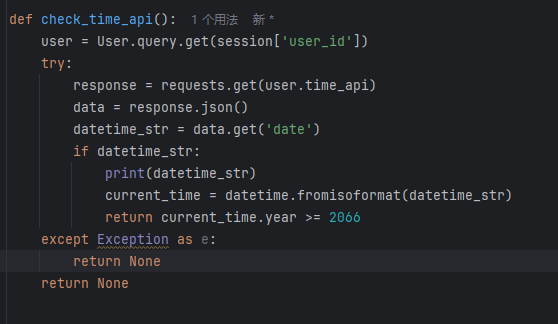 def check_time_api(): 1 个用法 新 *
    user = User.query.get(session['user_id'])
    try:
        response = requests.get(user.time_api)
        data = response.json()
        datetime_str = data.get('date')
        if datetime_str:
            print(datetime_str)
            current_time = datetime.fromisoformat(datetime_str)
            return current_time.year >= 2066
    except Exception as e:
        return None
    return None